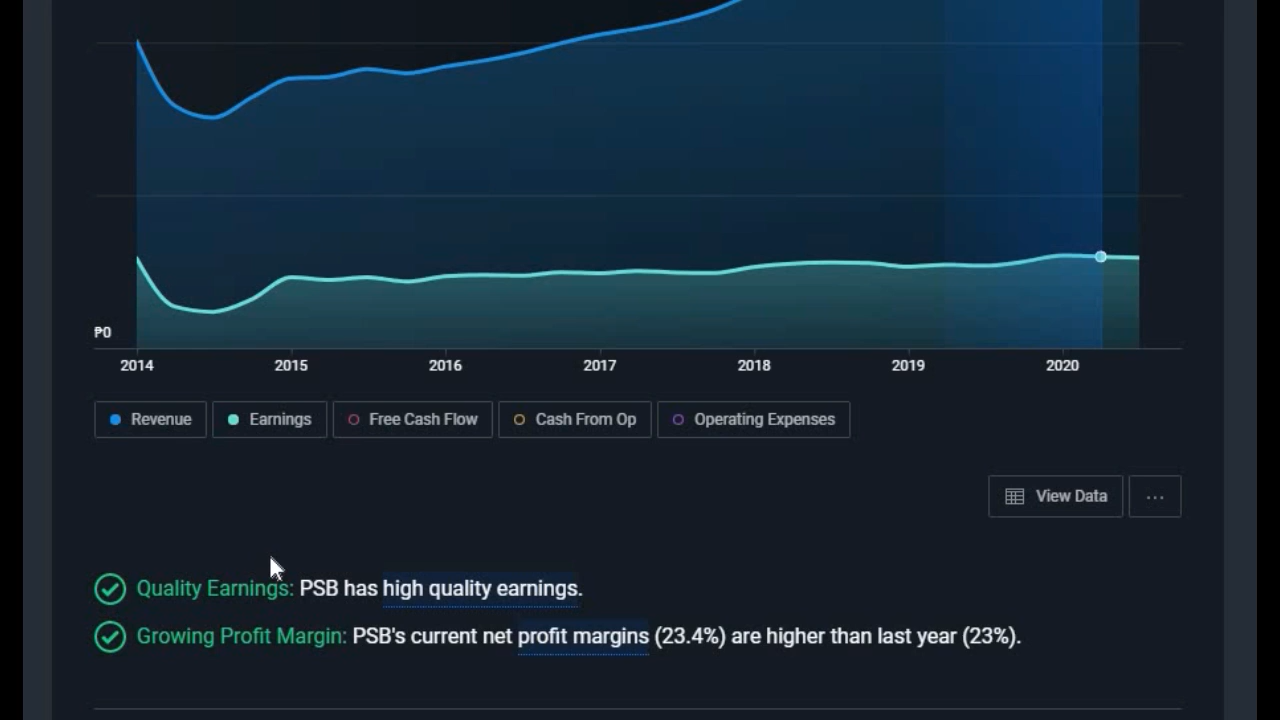 ₱0
2014 2015 2016 2017 2018 2019 2020
Revenue Earnings Free Cash Flow Cash From Op Operating Expenses
View Data ...
Quality Earnings: PSB has high quality earnings.
Growing Profit Margin: PSB's current net profit margins (23.4%) are higher than last year (23%).